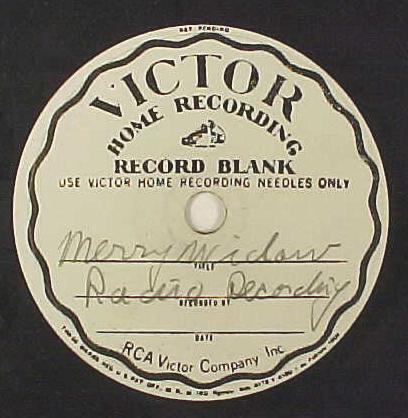 PAT. PENDING
VICTOR
HOME RECORDING
RECORD BLANK
USE VICTOR HOME RECORDING NEEDLES ONLY
Merry Widow
TITLE
Radio Recording
RECORDED BY
DATE
RCA Victor Company Inc